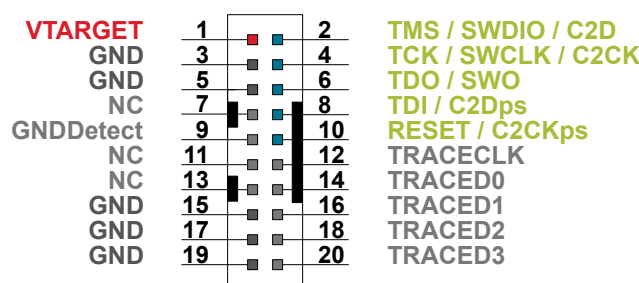 VTARGET 1 2 TMS / SWDIO / C2D
GND 3 4 TCK / SWCLK / C2CK
GND 5 6 TDO / SWO
NC 7 8 TDI / C2Dps
GNDDetect 9 10 RESET / C2CKps
NC 11 12 TRACECLK
NC 13 14 TRACED0
GND 15 16 TRACED1
GND 17 18 TRACED2
GND 19 20 TRACED3